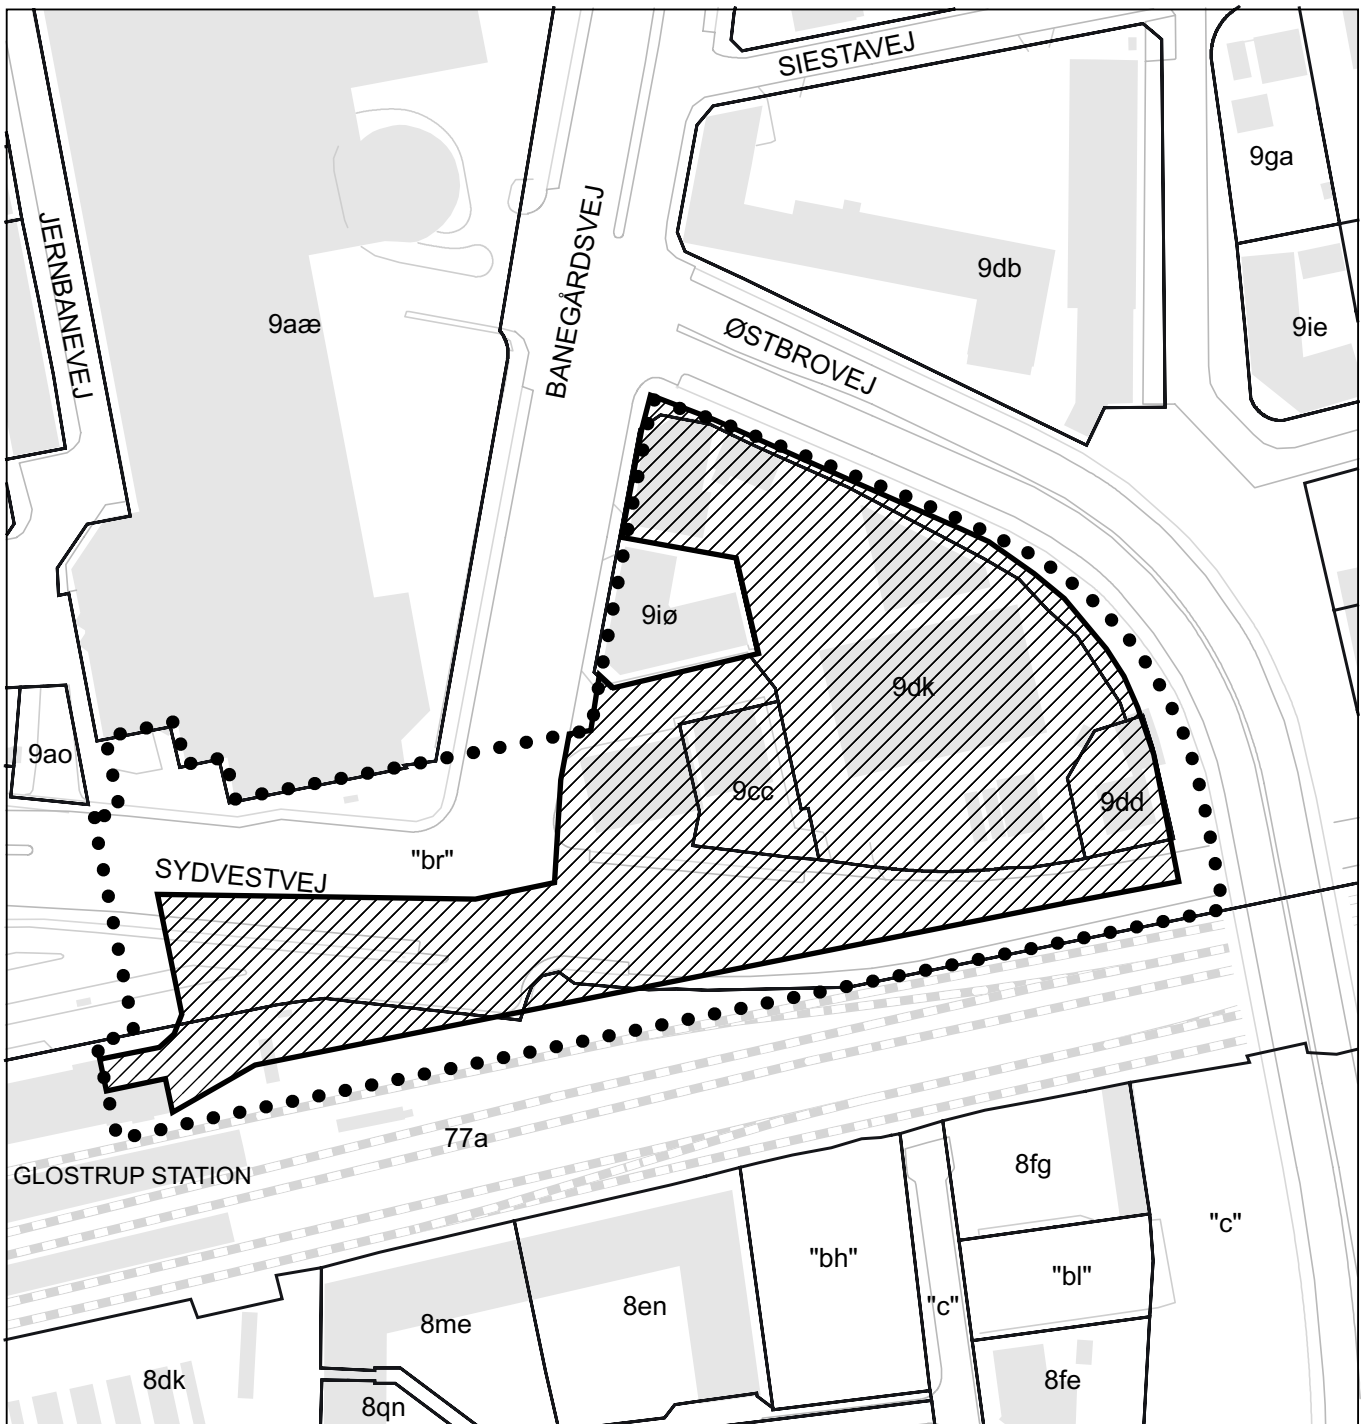 SIESTAVEJ
9ga
JERNBANEVEJ
BANEGÅRDSVEJ
9db
9aæ
ØSTBROVEJ
9ie
9iø
9dk
9ao
9cc
9dd
"br"
SYDVESTVEJ
77a
GLOSTRUP STATION
8fg
"c"
"bh"
"bl"
"c"
8en
8me
8dk
8fe
8qn